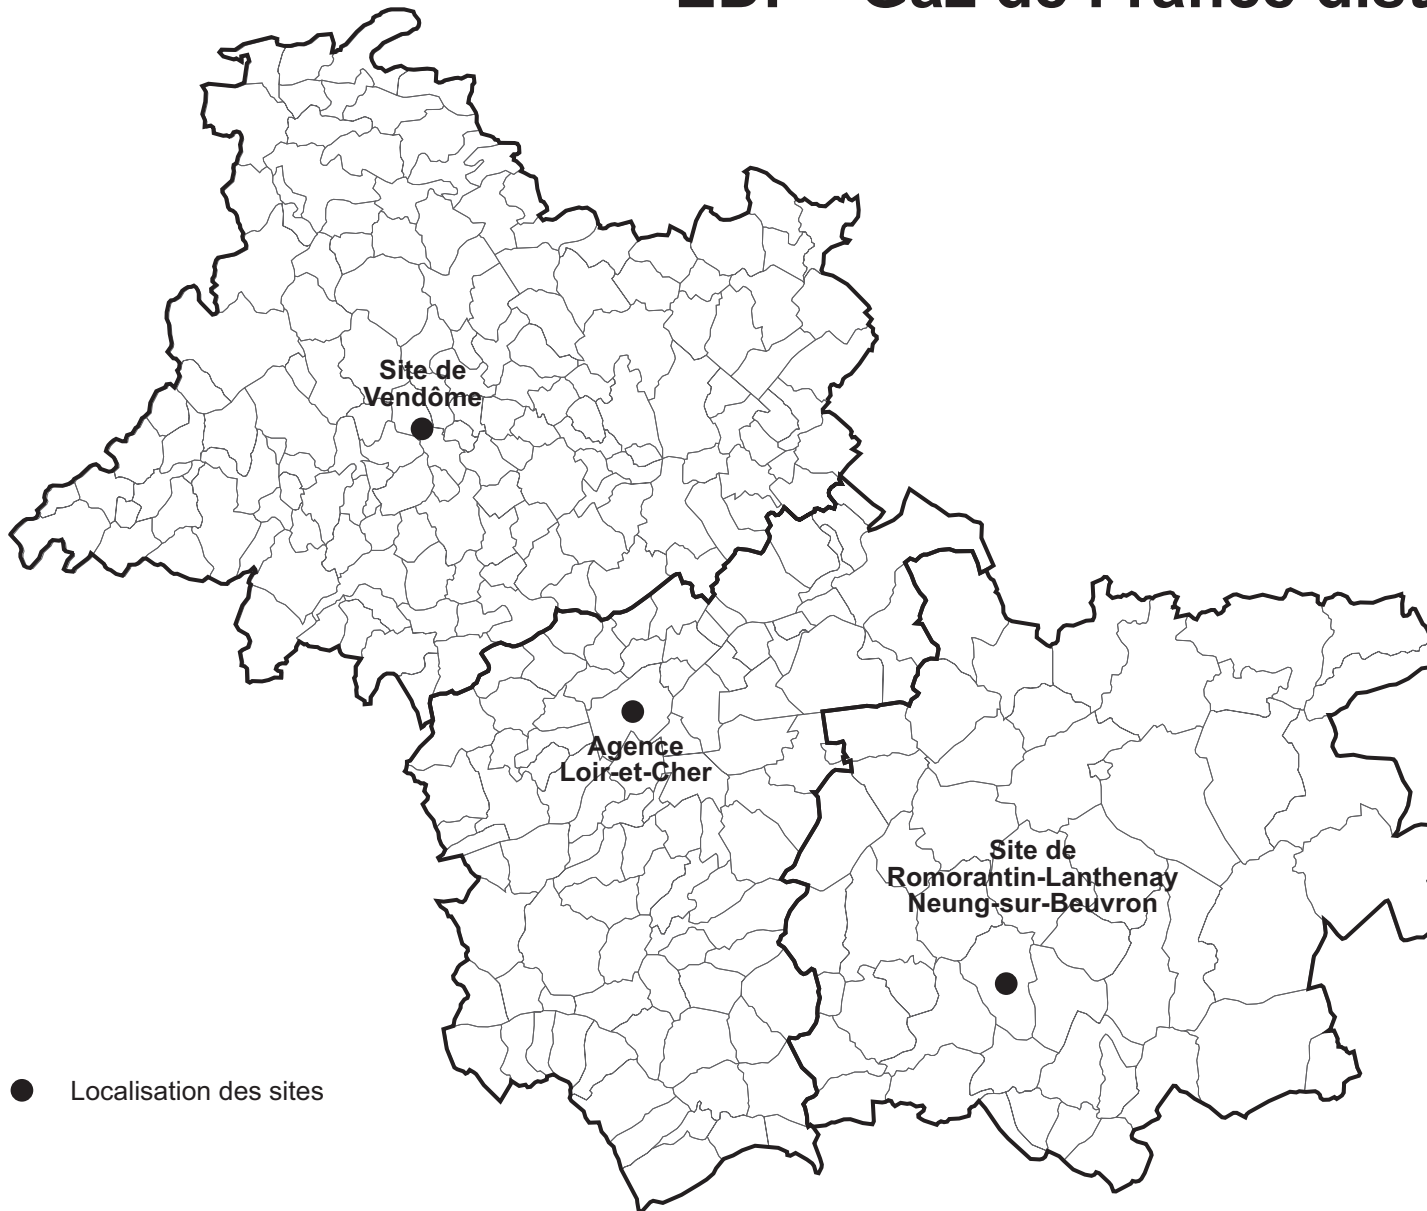 EDF Gaz de France
Site de
Vendôme
Agence
Loir-et-Cher
Site de
Romorantin-Lanthenay
Neung-sur-Beuvron
Localisation des sites